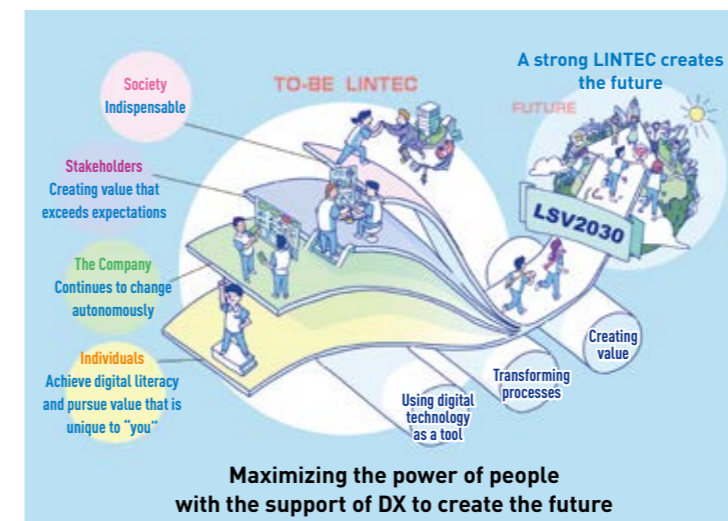 A strong LINTEC creates
the future
TO-BE LINTEC
FUTURE
Society
Indispensable
Stakeholders
Creating value that
exceeds expectations
LSV2030
The Company
Continues to change
autonomously
Individuals
Achieve digital literacy
and pursue value that is
unique to “you”
Using digital
technology
as a tool
Transforming
processes
Creating
value
Maximizing the power of people
with the support of DX to create the future